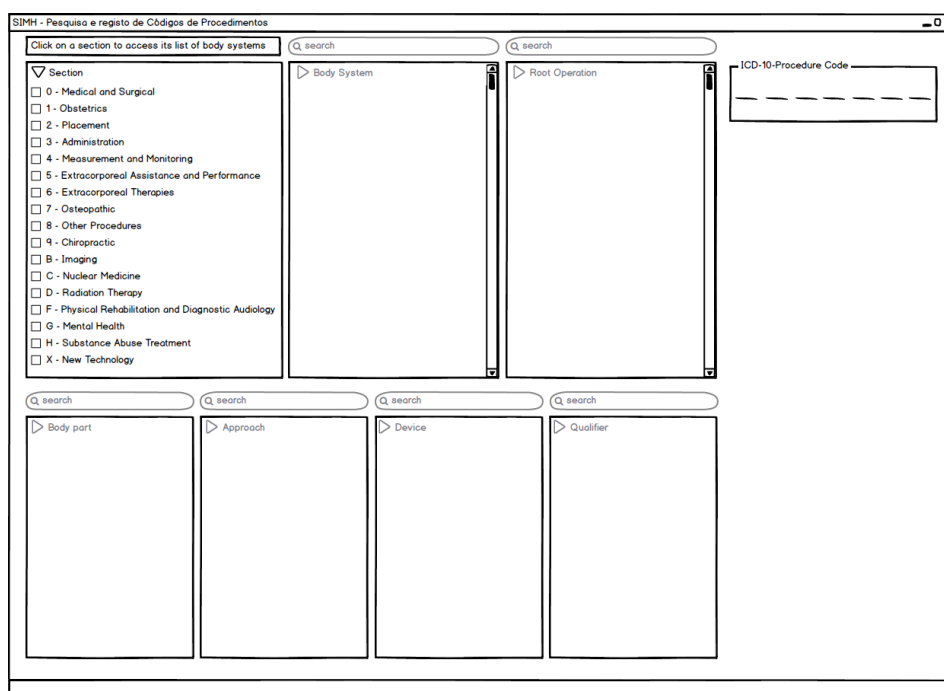 SIMH - Pesquisa e registo de Códigos de Procedimentos
Click on a section to access its list of body systems
search
search
Section
0 - Medical and Surgical
1 - Obstetrics
2 - Placement
3 - Administration
4 - Measurement and Monitoring
5 - Extracorporeal Assistance and Performance
6 - Extracorporeal Therapies
7 - Osteopathic
8 - Other Procedures
9 - Chiropractic
B - Imaging
C - Nuclear Medicine
D - Radiation Therapy
F - Physical Rehabilitation and Diagnostic Audiology
G - Mental Health
H - Substance Abuse Treatment
X - New Technology
Body System
Root Operation
ICD-10-Procedure Code
search
search
search
search
Body part
Approach
Device
Qualifier